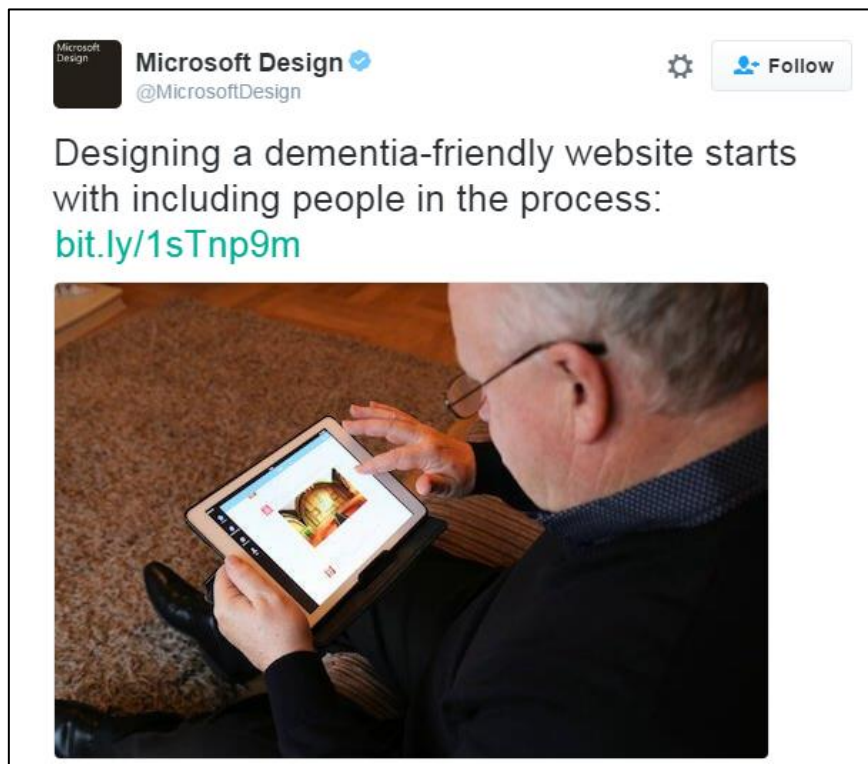 Microsoft
Design
Microsoft Design
@MicrosoftDesign
Follow
Designing a dementia-friendly website starts
with including people in the process:
bit.ly/1sTnp9m